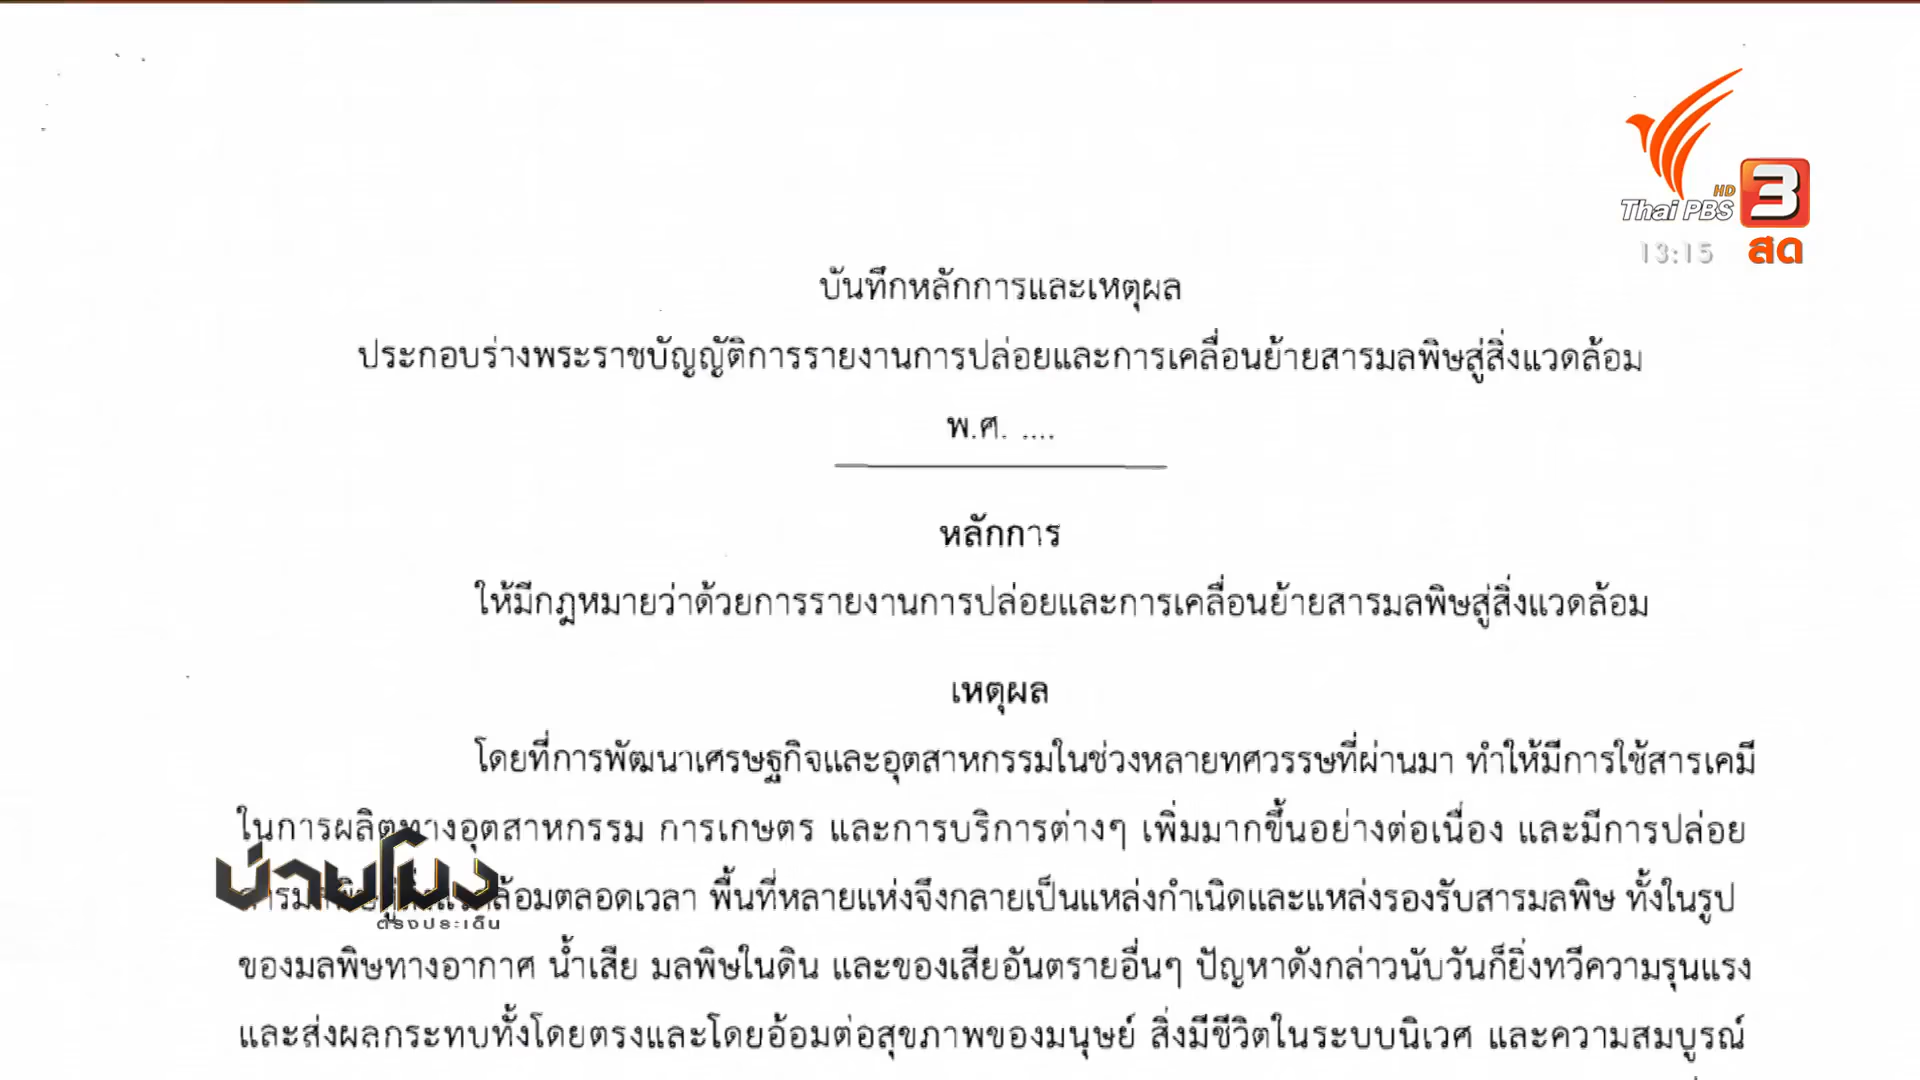 HD
Thai PBS 3
13:15 สด
บันทึกหลักการและเหตุผล
ประกอบร่างพระราชบัญญัติการรายงานการปล่อยและการเคลื่อนย้ายสารมลพิษสู่สิ่งแวดล้อม
พ.ศ. ....
หลักการ
ให้มีกฎหมายว่าด้วยการรายงานการปล่อยและการเคลื่อนย้ายสารมลพิษสู่สิ่งแวดล้อม
เหตุผล
โดยที่การพัฒนาเศรษฐกิจและอุตสาหกรรมในช่วงหลายทศวรรษที่ผ่านมา ทำให้มีการใช้สารเคมี
ในการผลิตทางอุตสาหกรรม การเกษตร และการบริการต่างๆ เพิ่มมากขึ้นอย่างต่อเนื่อง และมีการปล่อย
ล้อมตลอดเวลา พื้นที่หลายแห่งจึงกลายเป็นแหล่งกำเนิดและแหล่งรองรับสารมลพิษ ทั้งในรูป
บ่ายโมง
ตรงประเด็น
ของมลพิษทางอากาศ น้ำเสีย มลพิษในดิน และของเสียอันตรายอื่นๆ ปัญหาดังกล่าวนับวันก็ยิ่งทวีความรุนแรง
และส่งผลกระทบทั้งโดยตรงและโดยอ้อมต่อสุขภาพของมนุษย์ สิ่งมีชีวิตในระบบนิเวศ และความสมบูรณ์